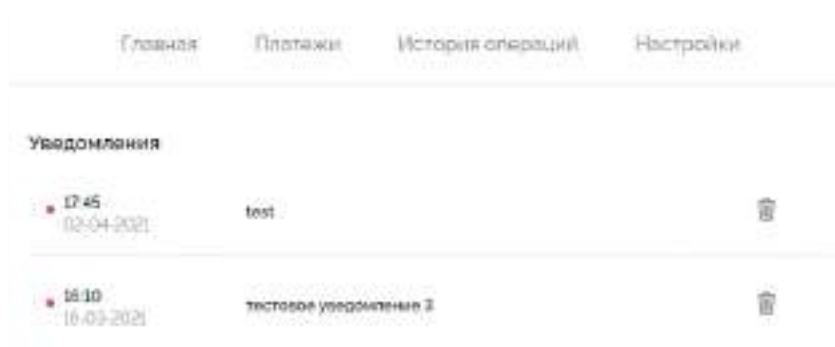 Главная Платежи История операций Настройки
Уведомления
17:45
02-04-2021
test
16:10
16-03-2021
тестовое уведомление 3